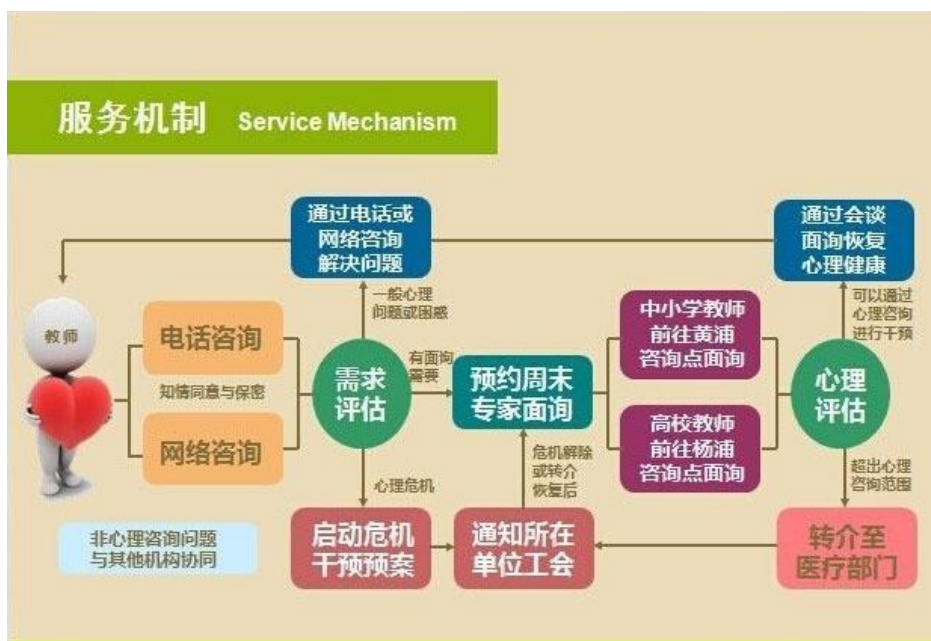 服务机制 Service Mechanism
通过电话或
网络咨询
解决问题
通过会谈
面询恢复
心理健康
一般心理
问题或困惑
可以通过
心理咨询
进行干预
教师
电话咨询
知情同意与保密
网络咨询
需求
评估
有面询
需要
预约周末
专家面询
中小学教师
前往黄浦
咨询点面询
高校教师
前往杨浦
咨询点面询
心理
评估
心理危机
危机解除
或转介
恢复后
超出心理
咨询范围
非心理咨询问题
与其他机构协同
启动危机
干预预案
通知所在
单位工会
转介至
医疗部门